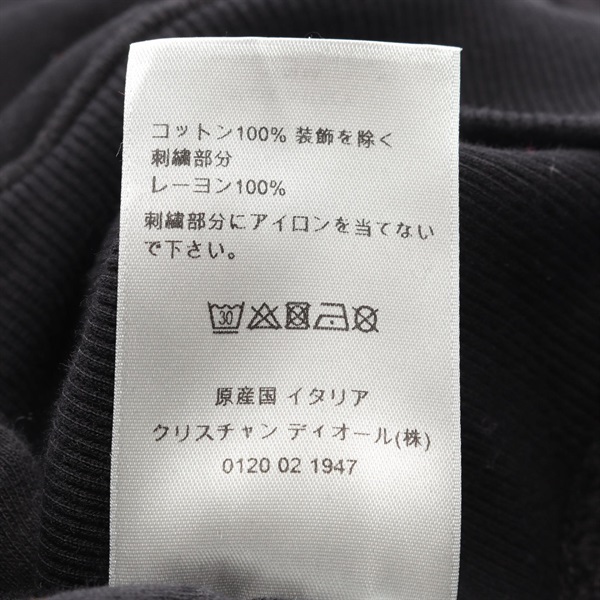 コットン100% 装飾を除く
刺繍部分
レーヨン100%
刺繍部分にアイロンを当てない
で下さい。
30
原産国 イタリア
クリスチャン ディオール(株)
0120 02 1947